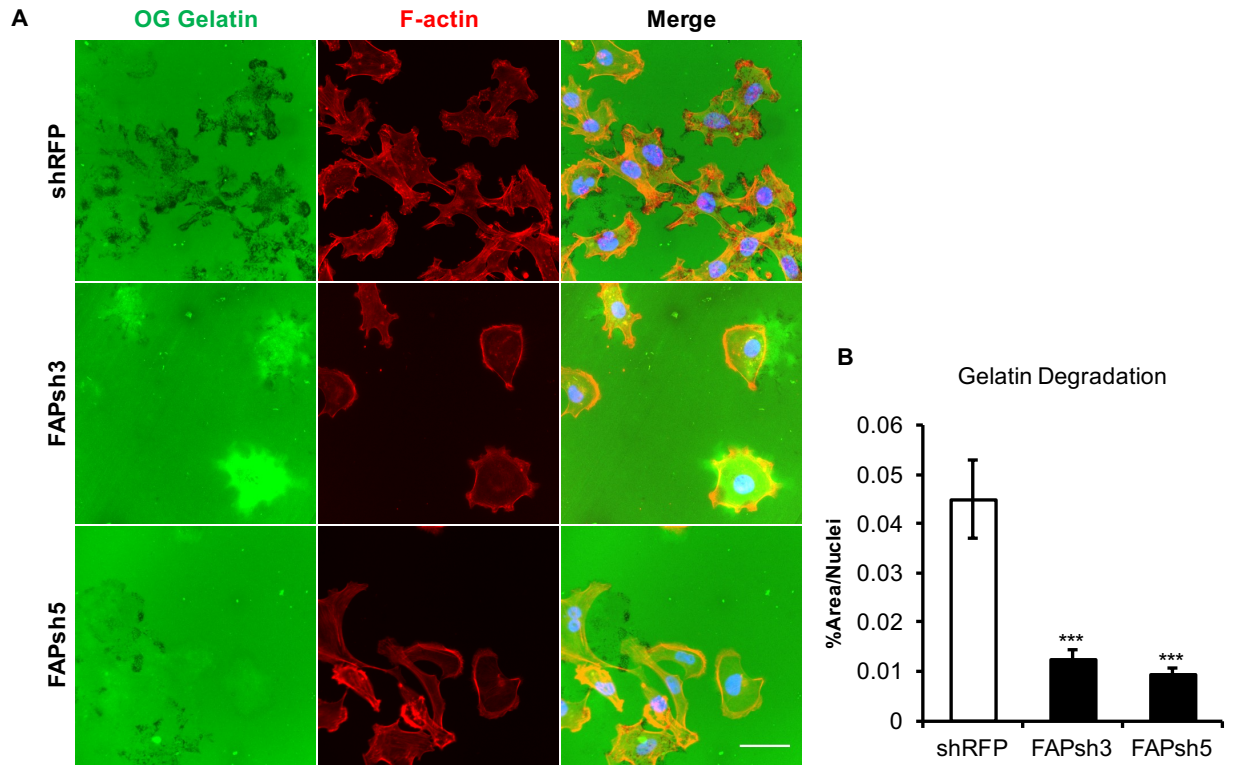 A
OG Gelatin
F-actin
Merge
shRFP
FAPsh3
FAPsh5
B
Gelatin Degradation
%Area/Nuclei
0.06
0.05
0.04
0.03
0.02
0.01
0
***
***
shRFP
FAPsh3
FAPsh5